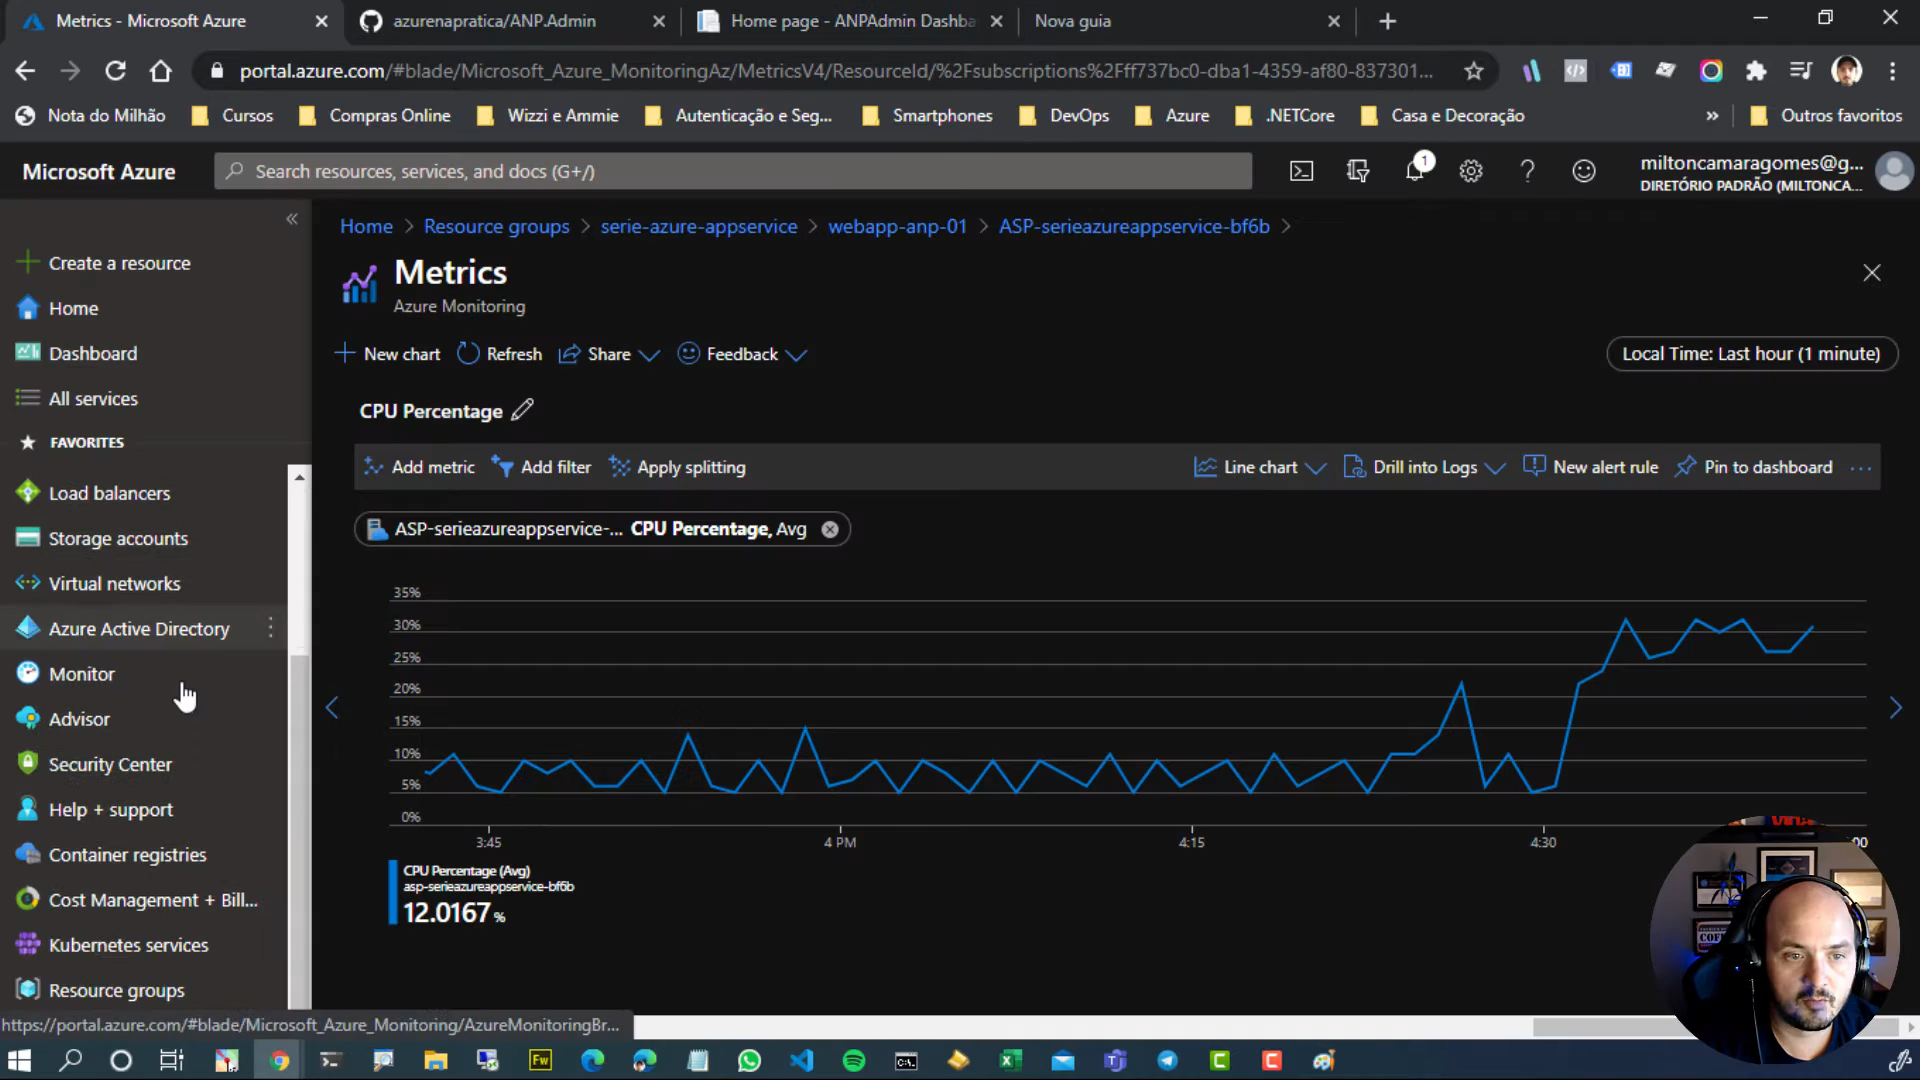 Metrics - Microsoft Azure
azurenapratica/ANP.Admin
Home page - ANPAdmin Dashba
Nova guia
portal.azure.com/#blade/Microsoft_Azure_MonitoringAz/MetricsV4/ResourceId/%2Fsubscriptions%2Fff737bc0-dba1-4359-af80-837301...
Nota do Milhão
Cursos
Compras Online
Wizzi e Ammie
Autenticação e Seg...
Smartphones
DevOps
Azure
.NETCore
Casa e Decoração
»
Outros favoritos
Microsoft Azure
Search resources, services, and docs (G+/)
1
miltoncamaragomes@g...
DIRETÓRIO PADRÃO (MILTONCA...
Create a resource
Home
Dashboard
All services
FAVORITES
Load balancers
Storage accounts
Virtual networks
Azure Active Directory
Monitor
Advisor
Security Center
Help + support
Container registries
Cost Management + Bill...
Kubernetes services
Resource groups
Home > Resource groups > serie-azure-appservice > webapp-anp-01 > ASP-serieazureappservice-bf6b >
Metrics
Azure Monitoring
New chart
Refresh
Share
Feedback
Local Time: Last hour (1 minute)
CPU Percentage
Add metric
Add filter
Apply splitting
Line chart
Drill into Logs
New alert rule
Pin to dashboard
...
ASP-serieazureappservice-... CPU Percentage, Avg
35%
30%
25%
20%
15%
10%
5%
0%
3:45
4 PM
4:15
4:30
CPU Percentage (Avg)
asp-serieazureappservice-bf6b
12.0167 %
https://portal.azure.com/#blade/Microsoft_Azure_Monitoring/AzureMonitoringBr...
Fw